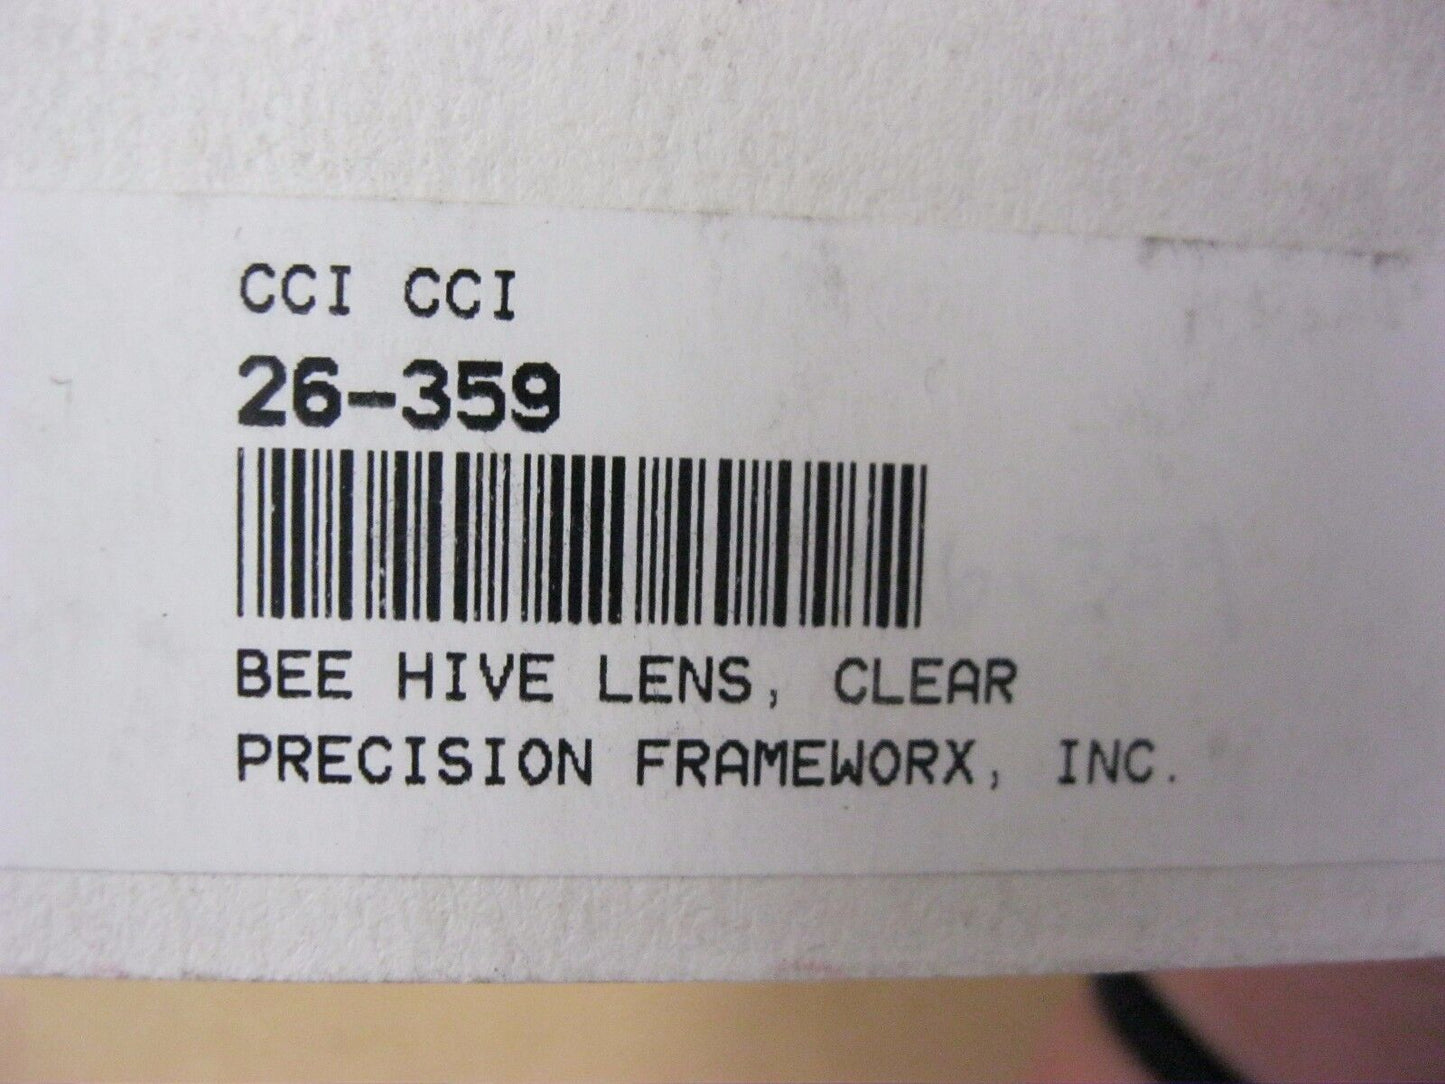 CCI CCI
26-359
BEE HIVE LENS, CLEAR
PRECISION FRAMEWORX, INC.